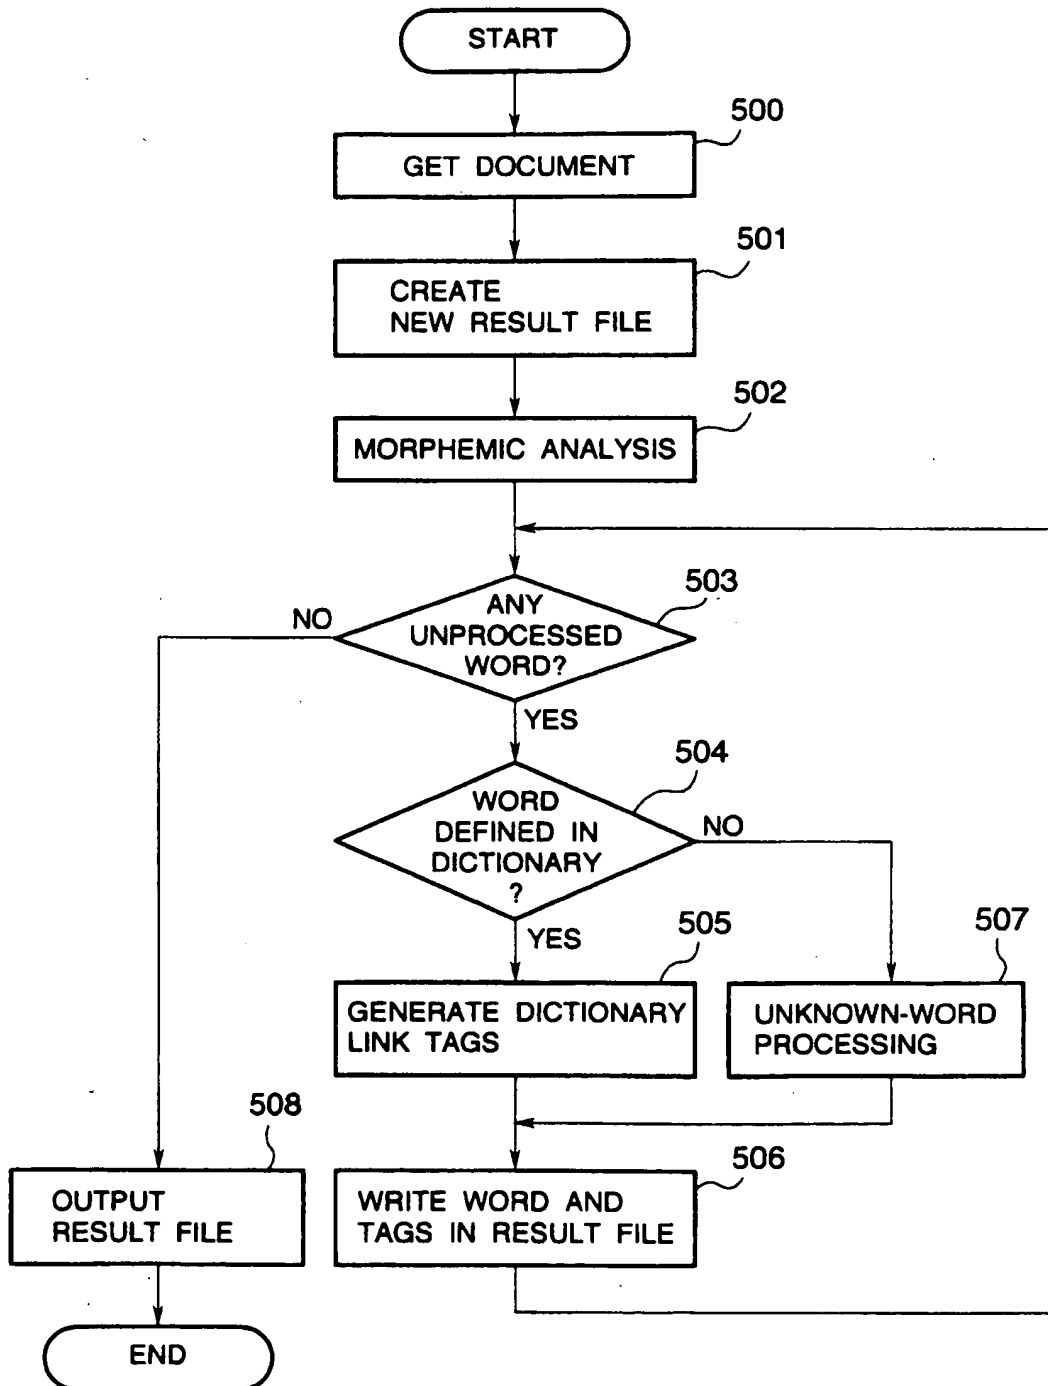 START
500
GET DOCUMENT
501
CREATE
NEW RESULT FILE
502
MORPHEMIC ANALYSIS
503
NO
ANY
UNPROCESSED
WORD?
YES
504
WORD
DEFINED IN
DICTIONARY
?
NO
YES
505
507
GENERATE DICTIONARY
LINK TAGS
UNKNOWN-WORD
PROCESSING
508
506
OUTPUT
RESULT FILE
WRITE WORD AND
TAGS IN RESULT FILE
END